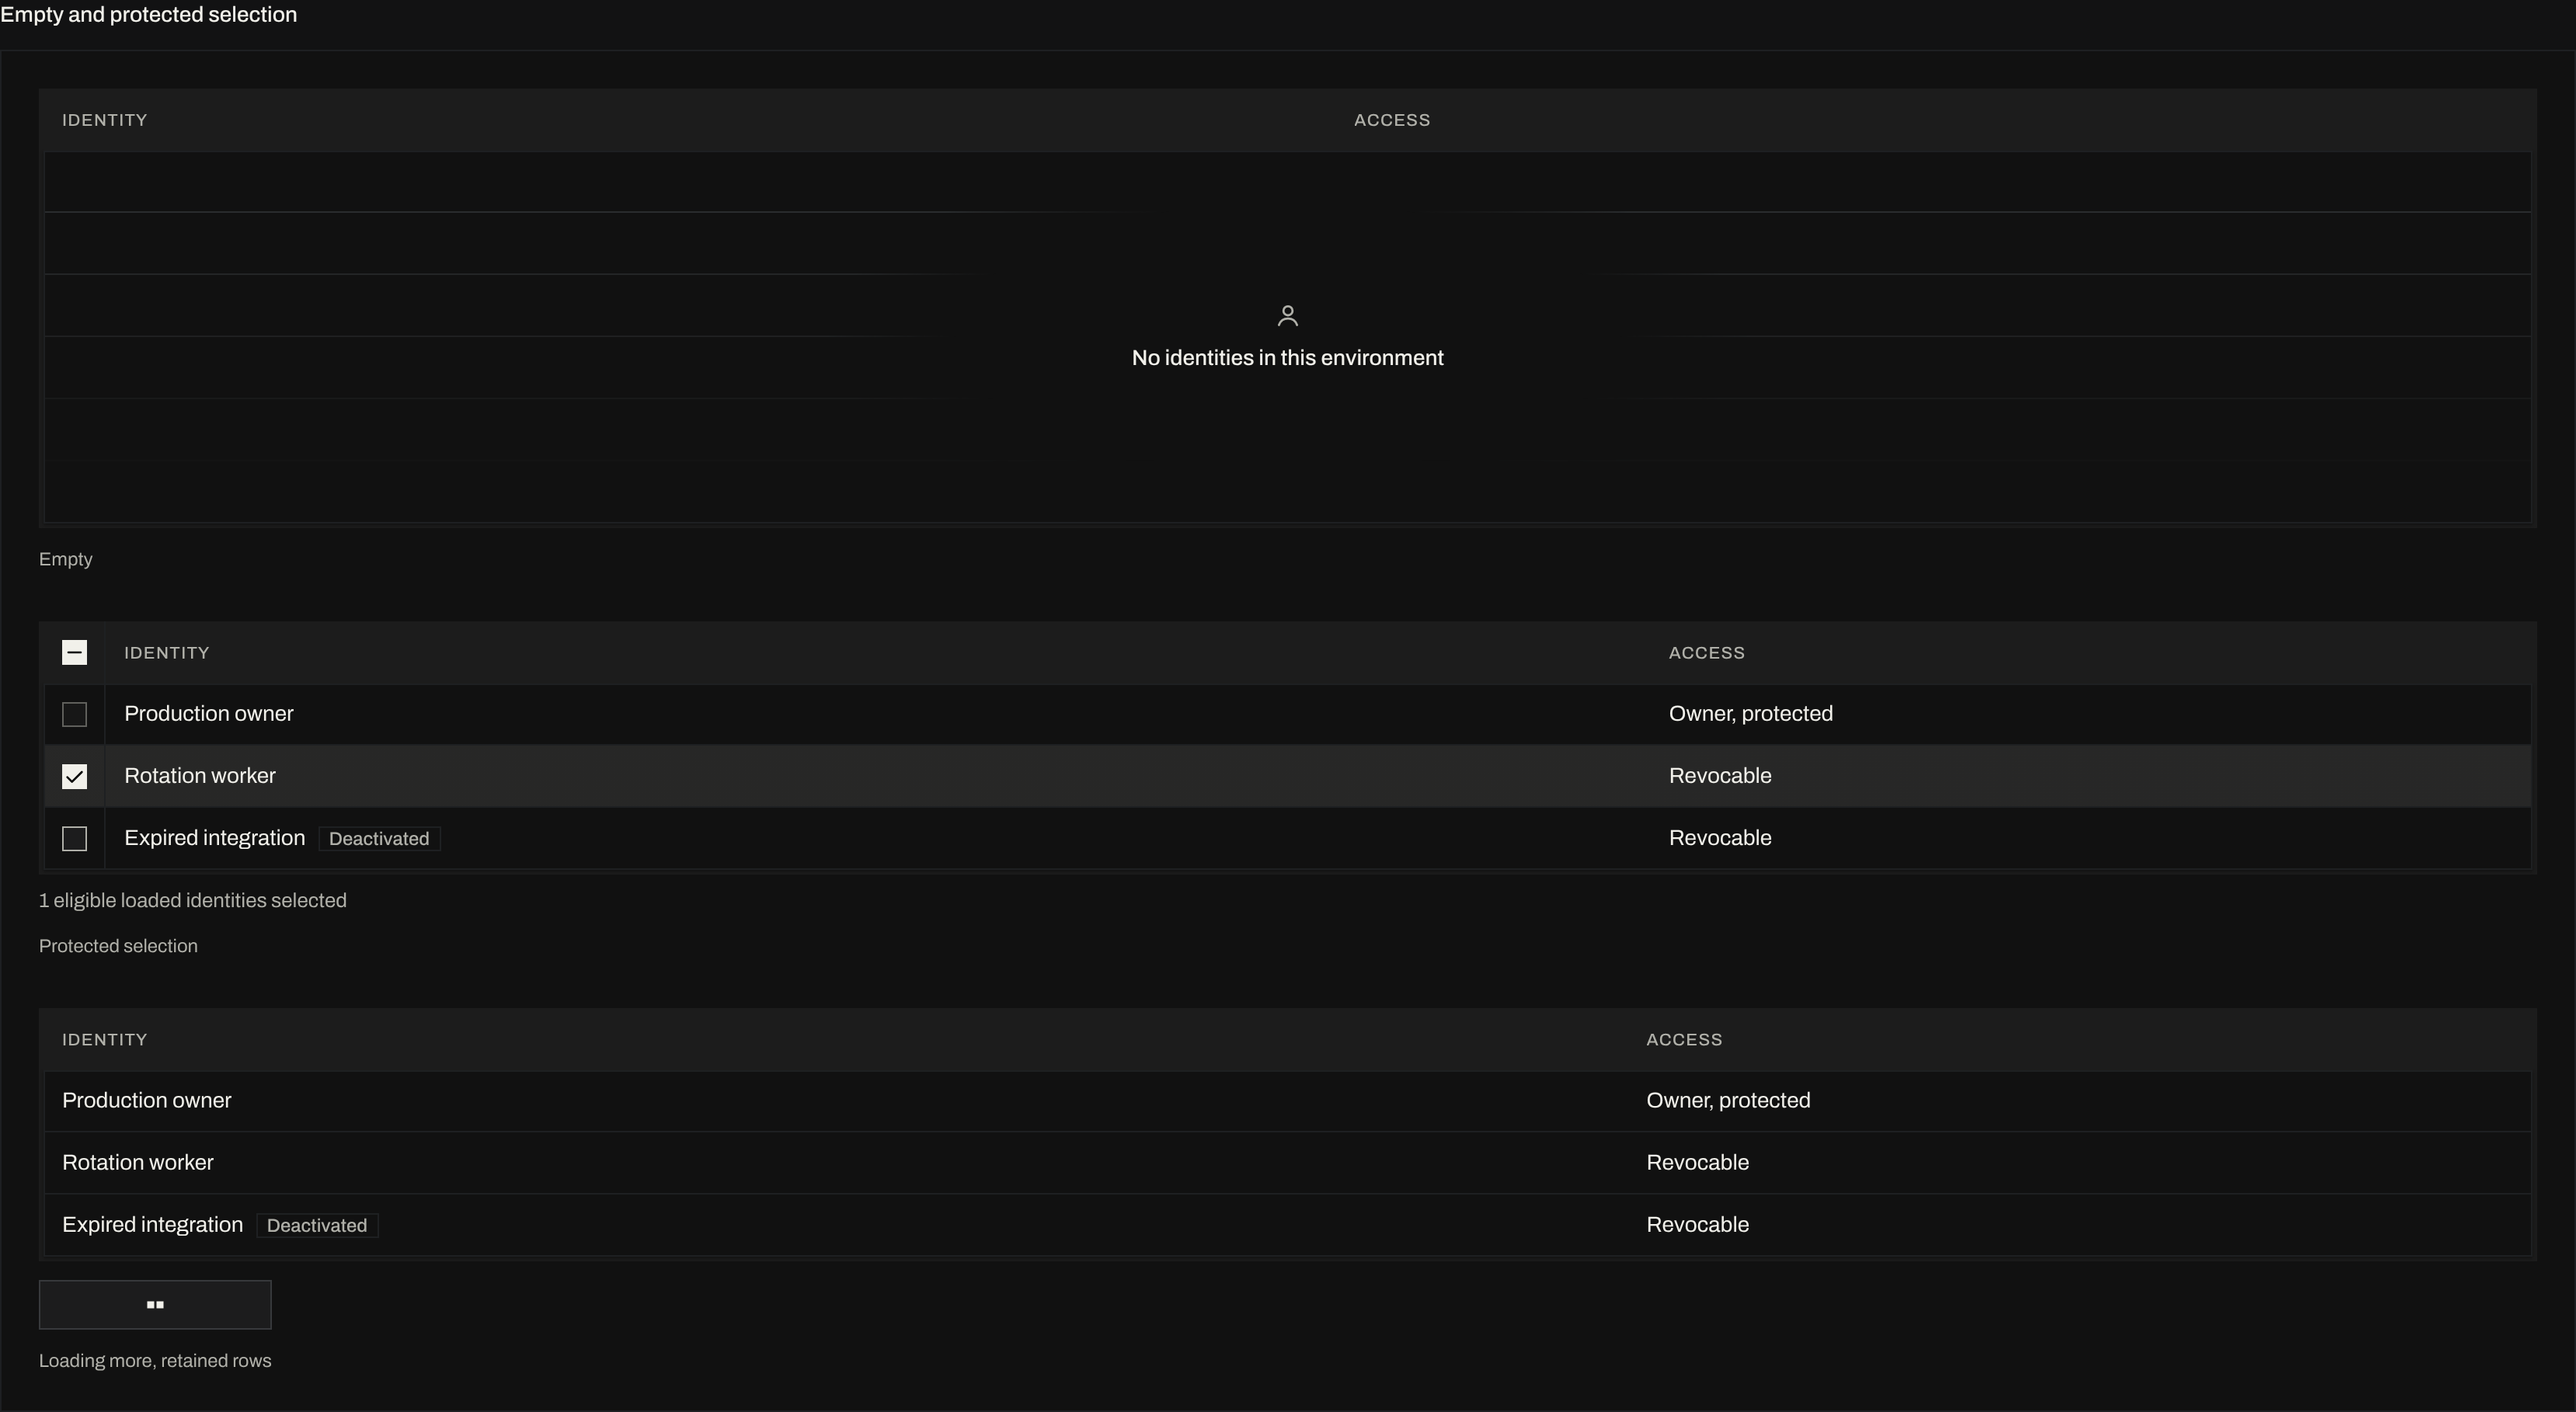 Empty and protected selection
IDENTITY ACCESS
No identities in this environment
Empty
IDENTITY ACCESS
Production owner Owner, protected
Rotation worker Revocable
Expired integration Deactivated Revocable
1 eligible loaded identities selected
Protected selection
IDENTITY ACCESS
Production owner Owner, protected
Rotation worker Revocable
Expired integration Deactivated Revocable
Loading more, retained rows